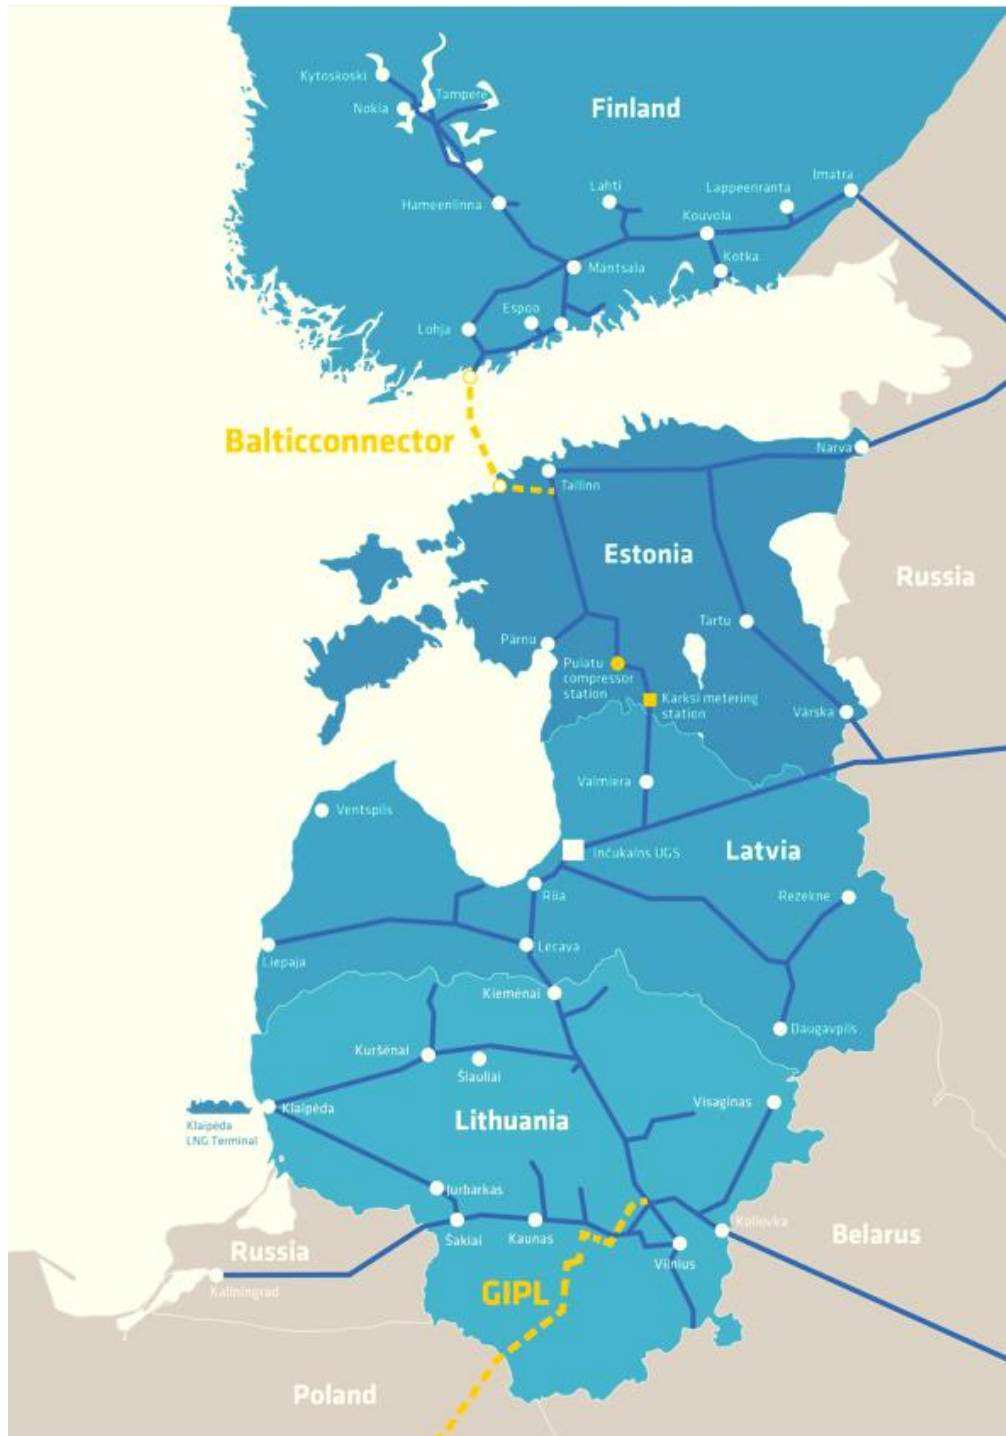 Kytoskoski
Tampere
Nokia
Finland
Imatra
Lahti
Lappeenranta
Hameenlinna
Kouvola
Kotka
Mäntsala
Espoo
Lohja
Balticconnector
Narva
Tallinn
Estonia
Russia
Tartu
Pärnu
Puiatu
compressor
station
Karksi metering
station
Värska
Valmiera
Ventspils
Inčukalns UGS
Latvia
Riia
Rezekne
Liepaja
Lecava
Kiemėnai
Daugavpils
Kuršėnai
Šiauliai
Klaipėda
Visaginas
Klaipėda
LNG Terminal
Lithuania
Jurbarkas
Šakiai
Kaunas
Kotlovka
Vilnius
Belarus
Russia
Kaliningrad
GIPL
Poland